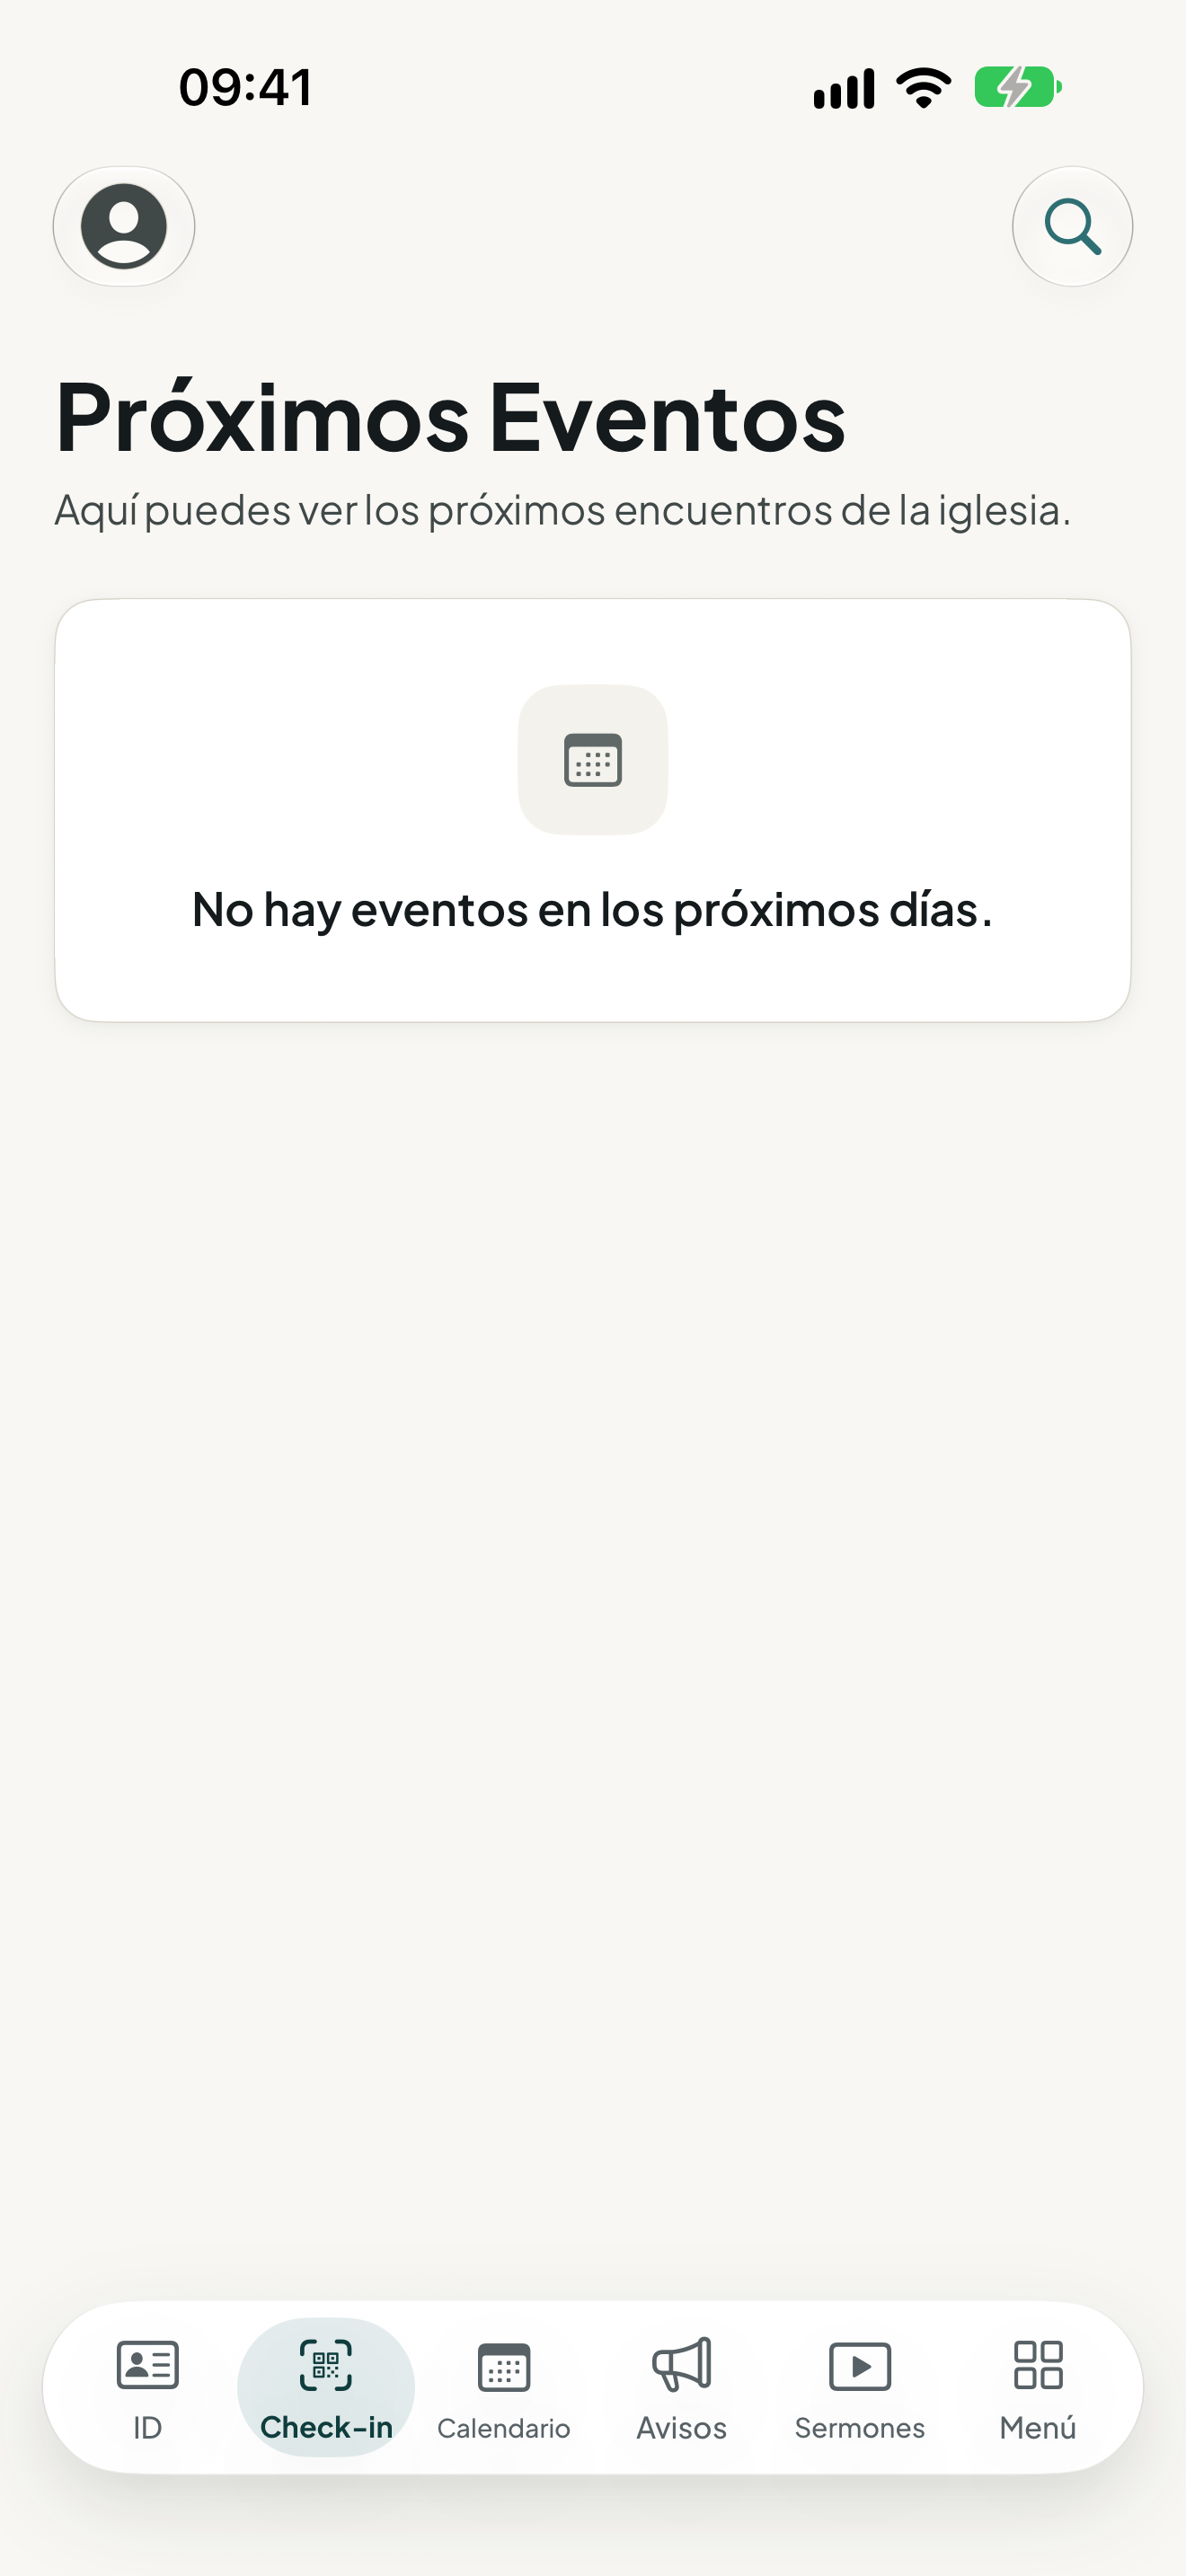 09:41
Próximos Eventos
Aquí puedes ver los próximos encuentros de la iglesia.
No hay eventos en los próximos días.
ID
Check-in
Calendario
Avisos
Sermones
Menú